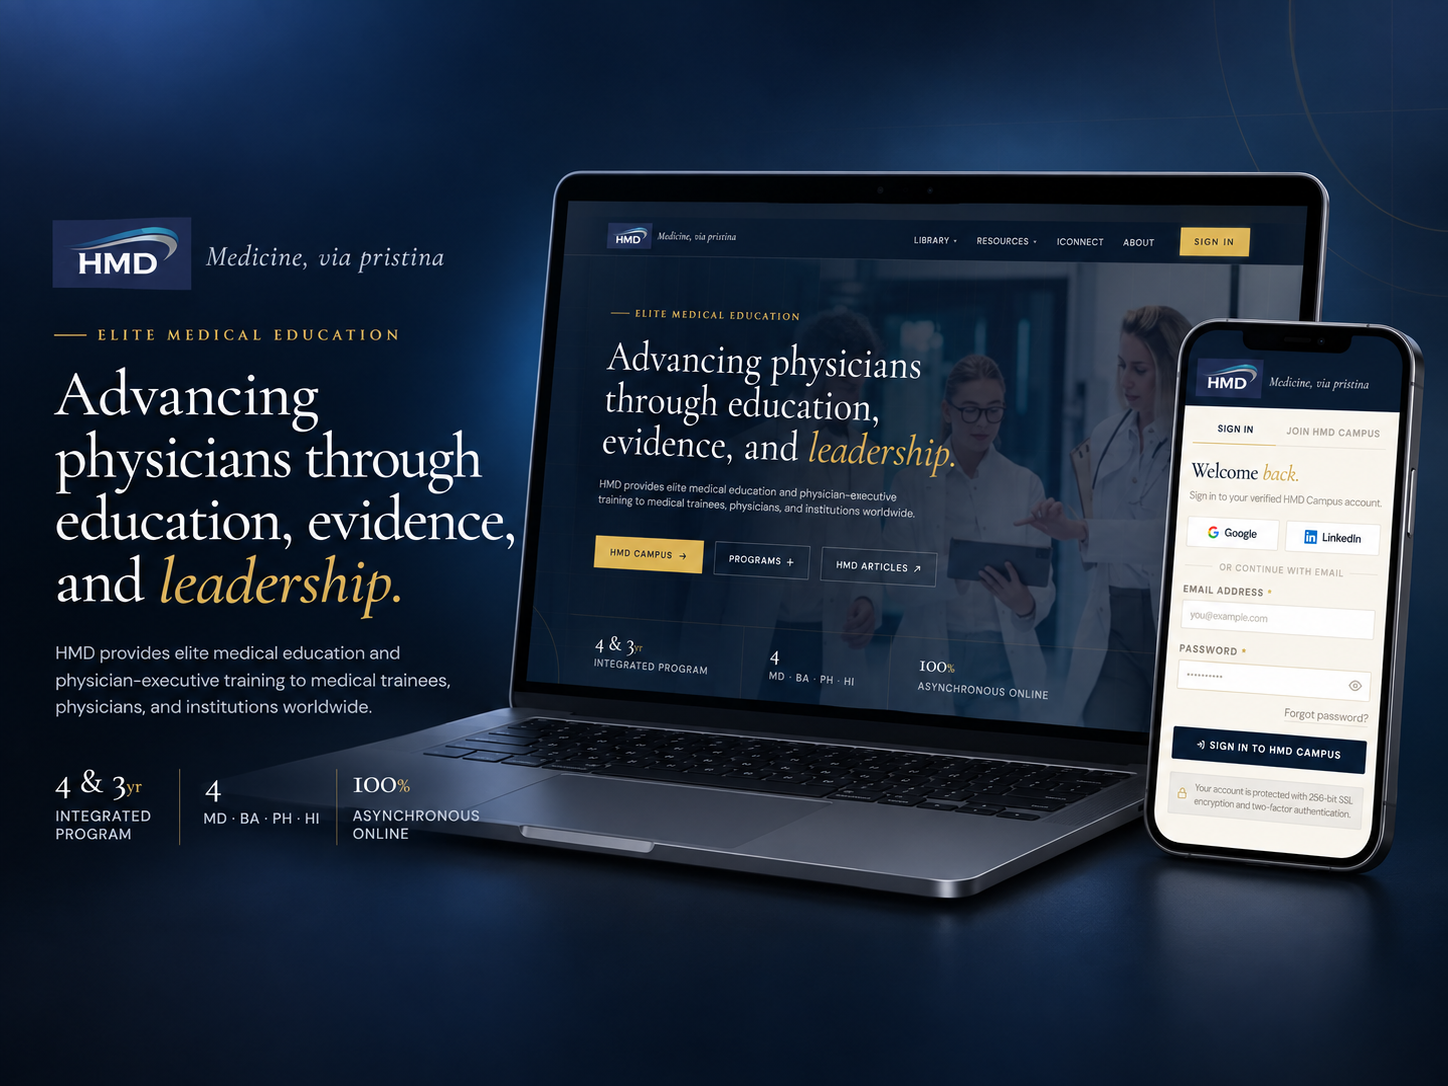 HMD
Medicine, via pristina
ELITE MEDICAL EDUCATION
Advancing
physicians through
education, evidence,
and leadership.
HMD provides elite medical education and
physician-executive training to medical trainees,
physicians, and institutions worldwide.
4 & 3yr
INTEGRATED
PROGRAM
4
MD · BA · PH · HI
100%
ASYNCHRONOUS
ONLINE
HMD
Medicine, via pristina
LIBRARY
RESOURCES
ICONNECT
ABOUT
SIGN IN
ELITE MEDICAL EDUCATION
Advancing physicians
through education,
evidence, and leadership.
HMD provides elite medical education and physician-executive
training to medical trainees, physicians, and institutions worldwide.
HMD CAMPUS →
PROGRAMS +
HMD ARTICLES ↗
4 & 3yr
INTEGRATED PROGRAM
4
MD · BA · PH · HI
100%
ASYNCHRONOUS ONLINE
HMD
Medicine, via pristina
SIGN IN
JOIN HMD CAMPUS
Welcome back.
Sign in to your verified HMD Campus account.
Google
LinkedIn
OR CONTINUE WITH EMAIL
EMAIL ADDRESS *
you@example.com
PASSWORD *
••••••••••
Forgot password?
SIGN IN TO HMD CAMPUS
Your account is protected with 256-bit SSL
encryption and two-factor authentication.